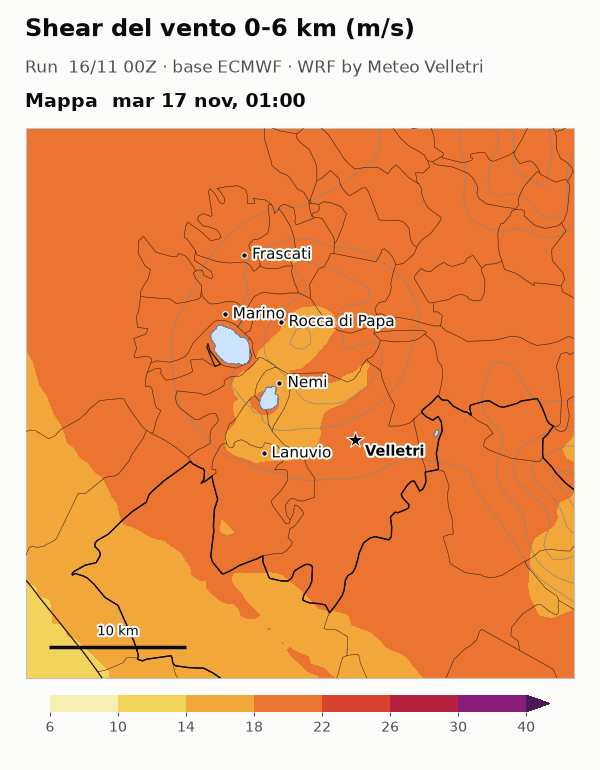 Shear del vento 0-6 km (m/s)
Run  16/11 00Z · base ECMWF · WRF by Meteo Velletri
Mappa  mar 17 nov, 01:00
Frascati
Marino
Rocca di Papa
Nemi
Velletri
Lanuvio
10 km
6 10 14 18 22 26 30 40